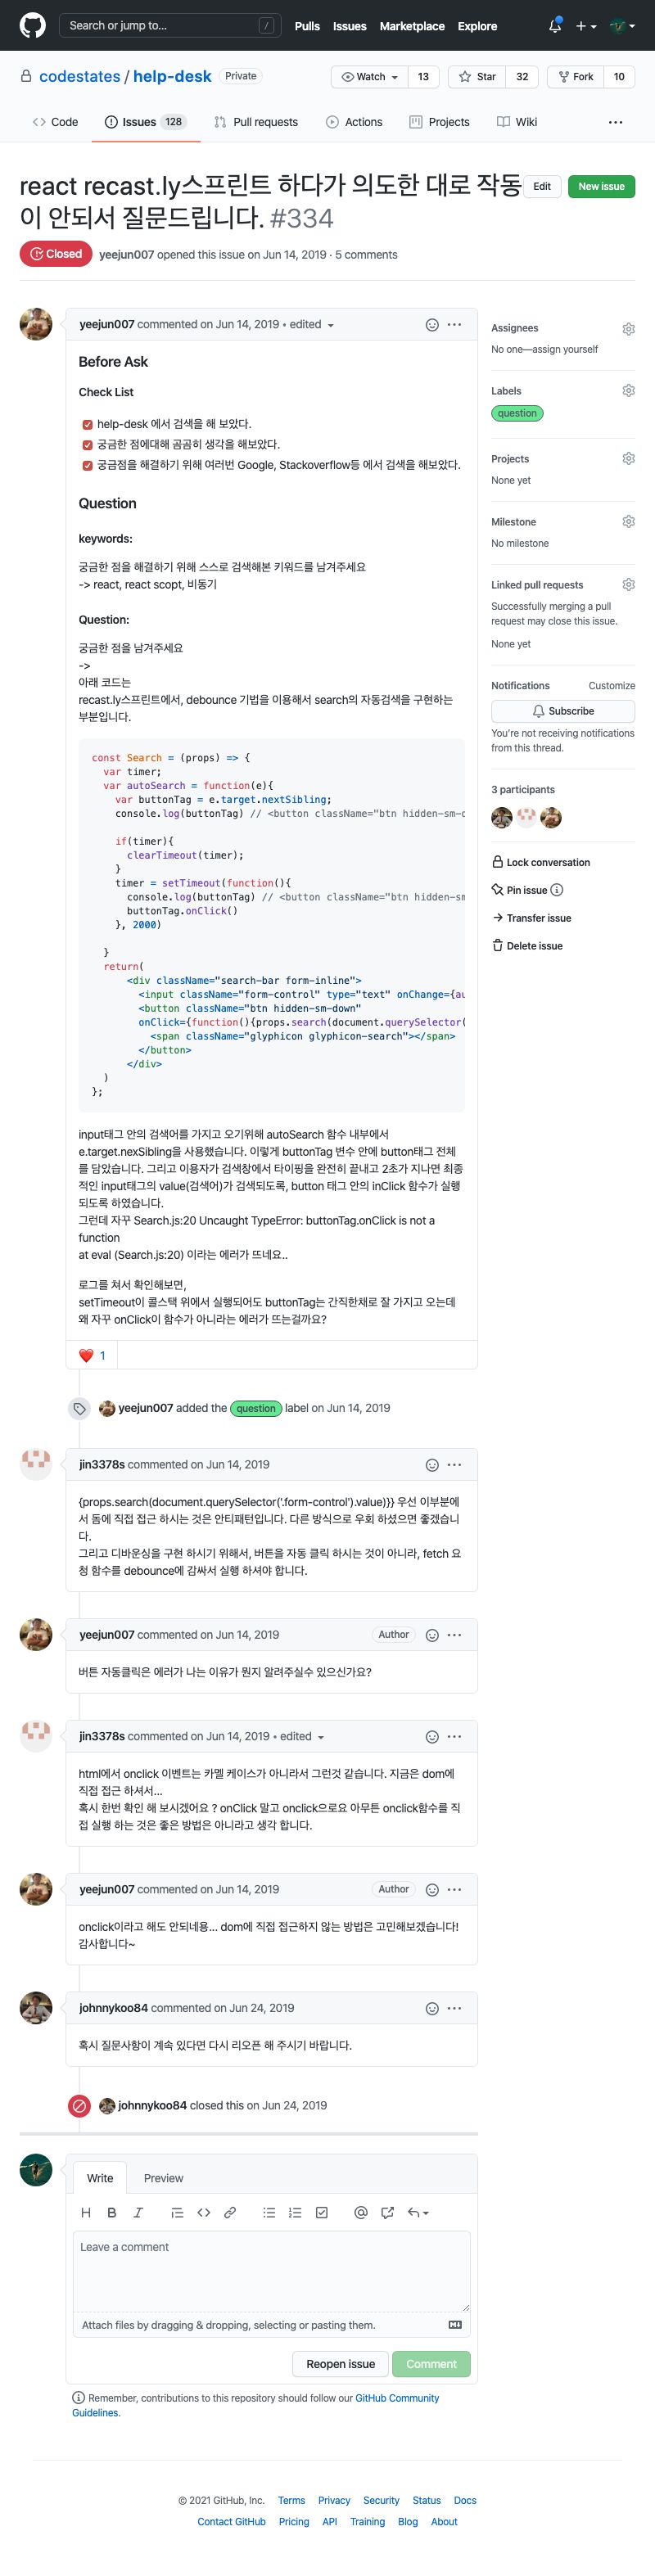 Search or jump to... /
Pulls Issues Marketplace Explore
codestates / help-desk Private
Watch 13 Star 32 Fork 10
Code Issues 128 Pull requests Actions Projects Wiki
react recast.ly스프린트 하다가 의도한 대로 작동
이 안되서 질문드립니다. #334
Edit New issue
Closed yeejun007 opened this issue on Jun 14, 2019 · 5 comments
yeejun007 commented on Jun 14, 2019 • edited
Before Ask
Check List
help-desk 에서 검색을 해 보았다.
궁금한 점에대해 곰곰히 생각을 해보았다.
궁금점을 해결하기 위해 여러번 Google, Stackoverflow등 에서 검색을 해보았다.
Question
keywords:
궁금한 점을 해결하기 위해 스스로 검색해본 키워드를 남겨주세요
-> react, react scopt, 비동기
Question:
궁금한 점을 남겨주세요
->
아래 코드는
recast.ly스프린트에서, debounce 기법을 이용해서 search의 자동검색을 구현하는
부분입니다.
const Search = (props) => {
var timer;
var autoSearch = function(e){
var buttonTag = e.target.nextSibling;
console.log(buttonTag) // <button className="btn hidden-sm-d
if(timer){
clearTimeout(timer);
}
timer = setTimeout(function(){
console.log(buttonTag) // <button className="btn hidden-sm
buttonTag.onClick()
}, 2000)
}
return(
<div className="search-bar form-inline">
<input className="form-control" type="text" onChange={au
<button className="btn hidden-sm-down"
onClick={function(){props.search(document.querySelector(
<span className="glyphicon glyphicon-search"></span>
</button>
</div>
)
};
input태그 안의 검색어를 가지고 오기위해 autoSearch 함수 내부에서
e.target.nexSibling을 사용했습니다. 이렇게 buttonTag 변수 안에 button태그 전체
를 담았습니다. 그리고 이용자가 검색창에서 타이핑을 완전히 끝내고 2초가 지나면 최종
적인 input태그의 value(검색어)가 검색되도록, button 태그 안의 inClick 함수가 실행
되도록 하였습니다.
그런데 자꾸 Search.js:20 Uncaught TypeError: buttonTag.onClick is not a
function
at eval (Search.js:20) 이라는 에러가 뜨네요..
로그를 쳐서 확인해보면,
setTimeout이 콜스택 위에서 실행되어도 buttonTag는 간직한채로 잘 가지고 오는데
왜 자꾸 onClick이 함수가 아니라는 에러가 뜨는걸까요?
1
yeejun007 added the question label on Jun 14, 2019
jin3378s commented on Jun 14, 2019
{props.search(document.querySelector('.form-control').value)}} 우선 이부분에
서 돔에 직접 접근 하시는 것은 안티패턴입니다. 다른 방식으로 우회 하셨으면 좋겠습니
다.
그리고 디바운싱을 구현 하시기 위해서, 버튼을 자동 클릭 하시는 것이 아니라, fetch 요
청 함수를 debounce에 감싸서 실행 하셔야 합니다.
yeejun007 commented on Jun 14, 2019 Author
버튼 자동클릭은 에러가 나는 이유가 뭔지 알려주실수 있으신가요?
jin3378s commented on Jun 14, 2019 • edited
html에서 onclick 이벤트는 카멜 케이스가 아니라서 그런것 같습니다. 지금은 dom에
직접 접근 하셔서...
혹시 한번 확인 해 보시겠어요 ? onClick 말고 onclick으로요 아무튼 onclick함수를 직
접 실행 하는 것은 좋은 방법은 아니라고 생각 합니다.
yeejun007 commented on Jun 14, 2019 Author
onclick이라고 해도 안되네용... dom에 직접 접근하지 않는 방법은 고민해보겠습니다!
감사합니다~
johnnykoo84 commented on Jun 24, 2019
혹시 질문사항이 계속 있다면 다시 리오픈 해 주시기 바랍니다.
johnnykoo84 closed this on Jun 24, 2019
Write Preview
Leave a comment
Attach files by dragging & dropping, selecting or pasting them.
Reopen issue Comment
Remember, contributions to this repository should follow our GitHub Community
Guidelines.
Assignees
No one—assign yourself
Labels
question
Projects
None yet
Milestone
No milestone
Linked pull requests
Successfully merging a pull
request may close this issue.
None yet
Notifications Customize
Subscribe
You're not receiving notifications
from this thread.
3 participants
Lock conversation
Pin issue
Transfer issue
Delete issue
© 2021 GitHub, Inc. Terms Privacy Security Status Docs
Contact GitHub Pricing API Training Blog About